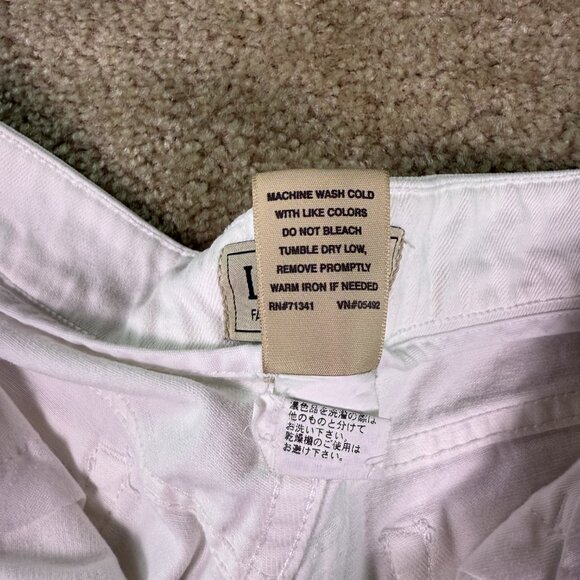 MACHINE WASH COLD
WITH LIKE COLORS
DO NOT BLEACH
TUMBLE DRY LOW,
REMOVE PROMPTLY
WARM IRON IF NEEDED
RN#71341 VN#05492
L
FA
濃色品を洗濯の際は
他のものと分けて
お洗い下さい。
乾燥機のご使用は
お避け下さい。